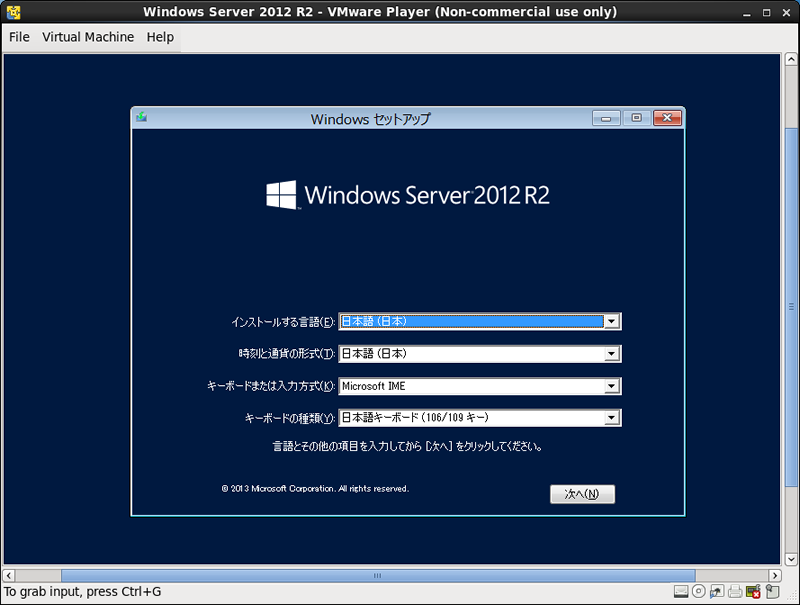 Windows Server 2012 R2 - VMware Player (Non-commercial use only)
File Virtual Machine Help
Windows セットアップ
Windows Server 2012 R2
インストールする言語(E): 日本語 (日本)
時刻と通貨の形式(T): 日本語 (日本)
キーボードまたは入力方式(K): Microsoft IME
キーボードの種類(Y): 日本語キーボード (106/109 キー)
言語とその他の項目を入力してから [次へ] をクリックしてください。
© 2013 Microsoft Corporation. All rights reserved.
次へ(N)
To grab input, press Ctrl+G